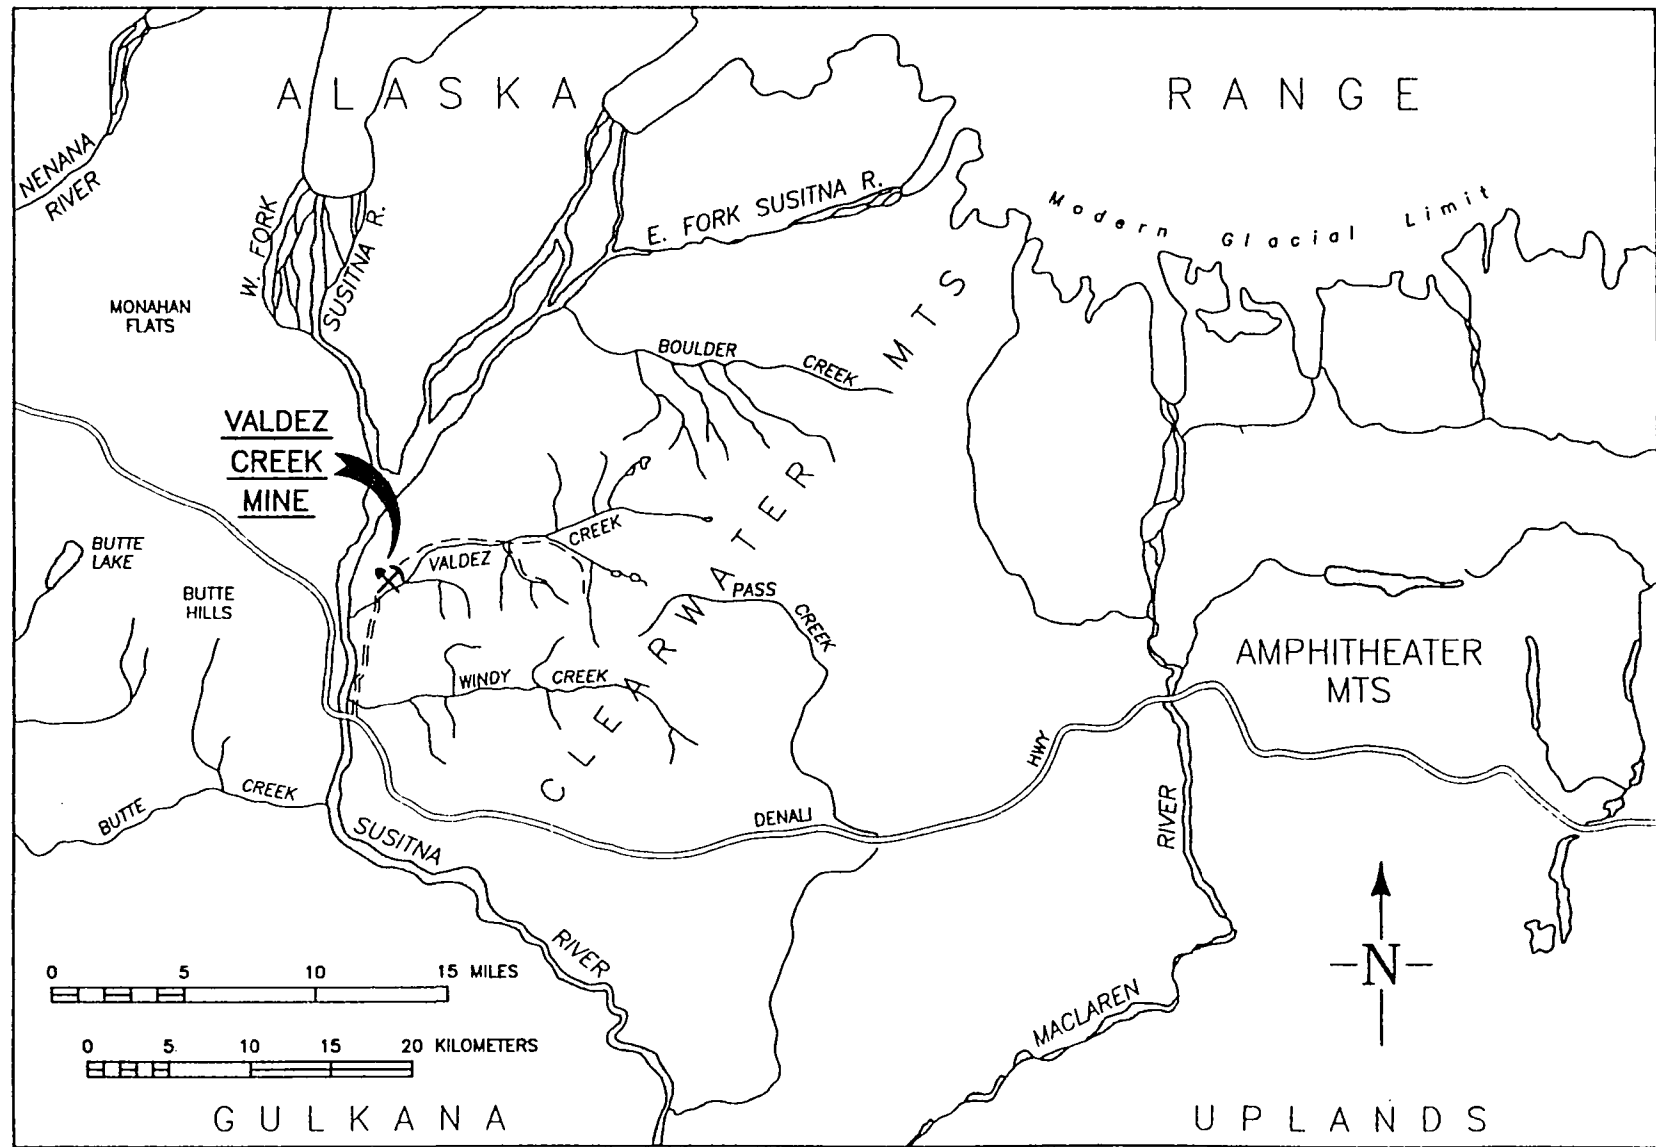 ALASKA RANGE
NENANA
RIVER
W. FORK
SUSITNA R.
E. FORK SUSITNA R.
Modern Glacial Limit
MONAHAN
FLATS
BOULDER CREEK
CLEARWATER MTS
VALDEZ
CREEK
MINE
BUTTE
LAKE
VALDEZ CREEK
BUTTE
HILLS
PASS CREEK
WINDY CREEK
AMPHITHEATER
MTS
BUTTE CREEK
DENALI HWY
SUSITNA RIVER
MACLAREN RIVER
N
0 5 10 15 MILES
0 5 10 15 20 KILOMETERS
GULKANA UPLANDS